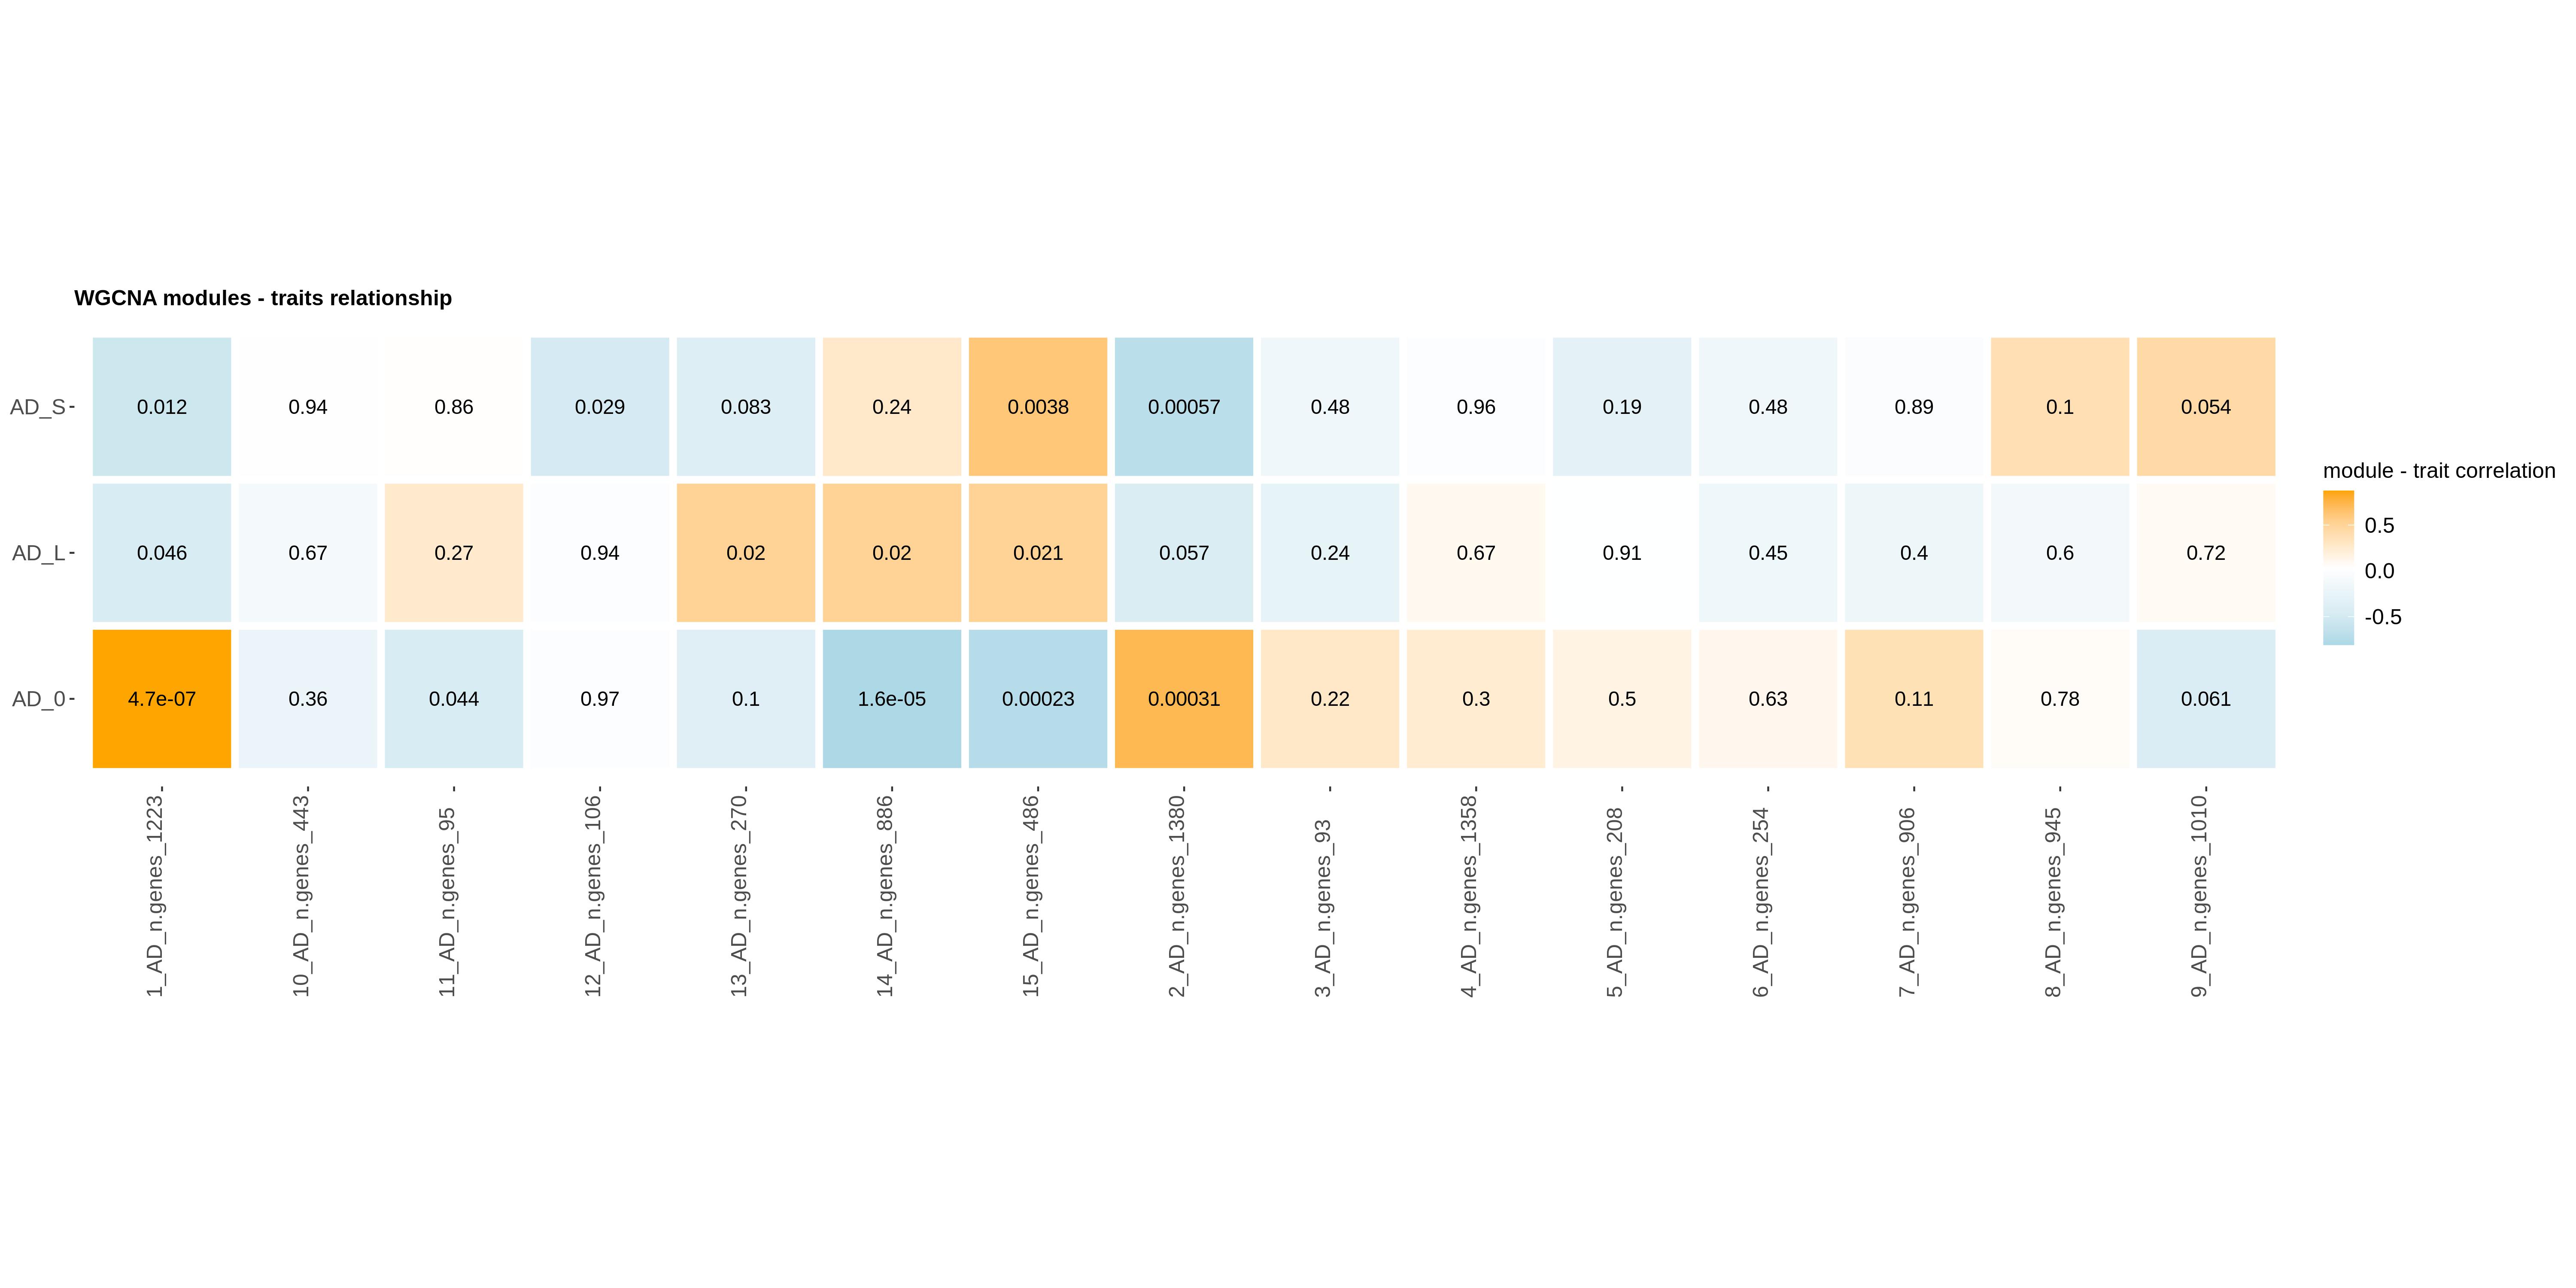 WGCNA modules - traits relationship
AD_S 0.012 0.94 0.86 0.029 0.083 0.24 0.0038 0.00057 0.48 0.96 0.19 0.48 0.89 0.1 0.054
AD_L 0.046 0.67 0.27 0.94 0.02 0.02 0.021 0.057 0.24 0.67 0.91 0.45 0.4 0.6 0.72
AD_0 4.7e-07 0.36 0.044 0.97 0.1 1.6e-05 0.00023 0.00031 0.22 0.3 0.5 0.63 0.11 0.78 0.061
1_AD_n.genes_1223
10_AD_n.genes_443
11_AD_n.genes_95
12_AD_n.genes_106
13_AD_n.genes_270
14_AD_n.genes_886
15_AD_n.genes_486
2_AD_n.genes_1380
3_AD_n.genes_93
4_AD_n.genes_1358
5_AD_n.genes_208
6_AD_n.genes_254
7_AD_n.genes_906
8_AD_n.genes_945
9_AD_n.genes_1010
module - trait correlation
0.5
0.0
-0.5